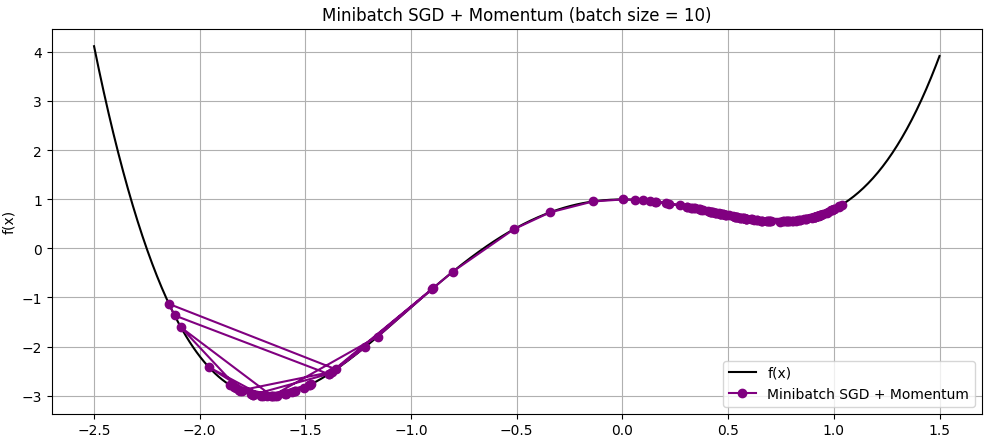 Minibatch SGD + Momentum (batch size = 10)
4
3
2
1
0
−1
−2
−3
f(x)
−2.5 −2.0 −1.5 −1.0 −0.5 0.0 0.5 1.0 1.5
f(x)
Minibatch SGD + Momentum